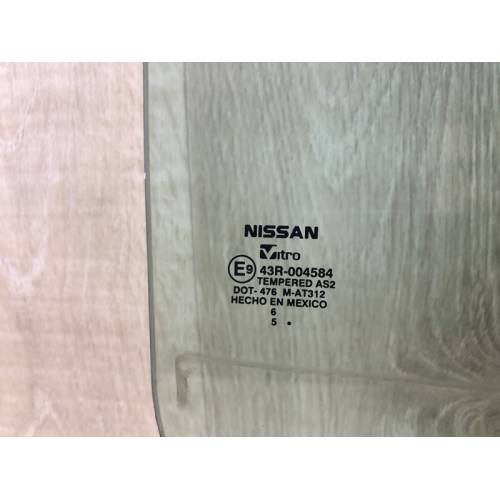 NISSAN
Vitro
E9 43R-004584
TEMPERED AS2
DOT-476 M-AT312
HECHO EN MEXICO
6
5 .